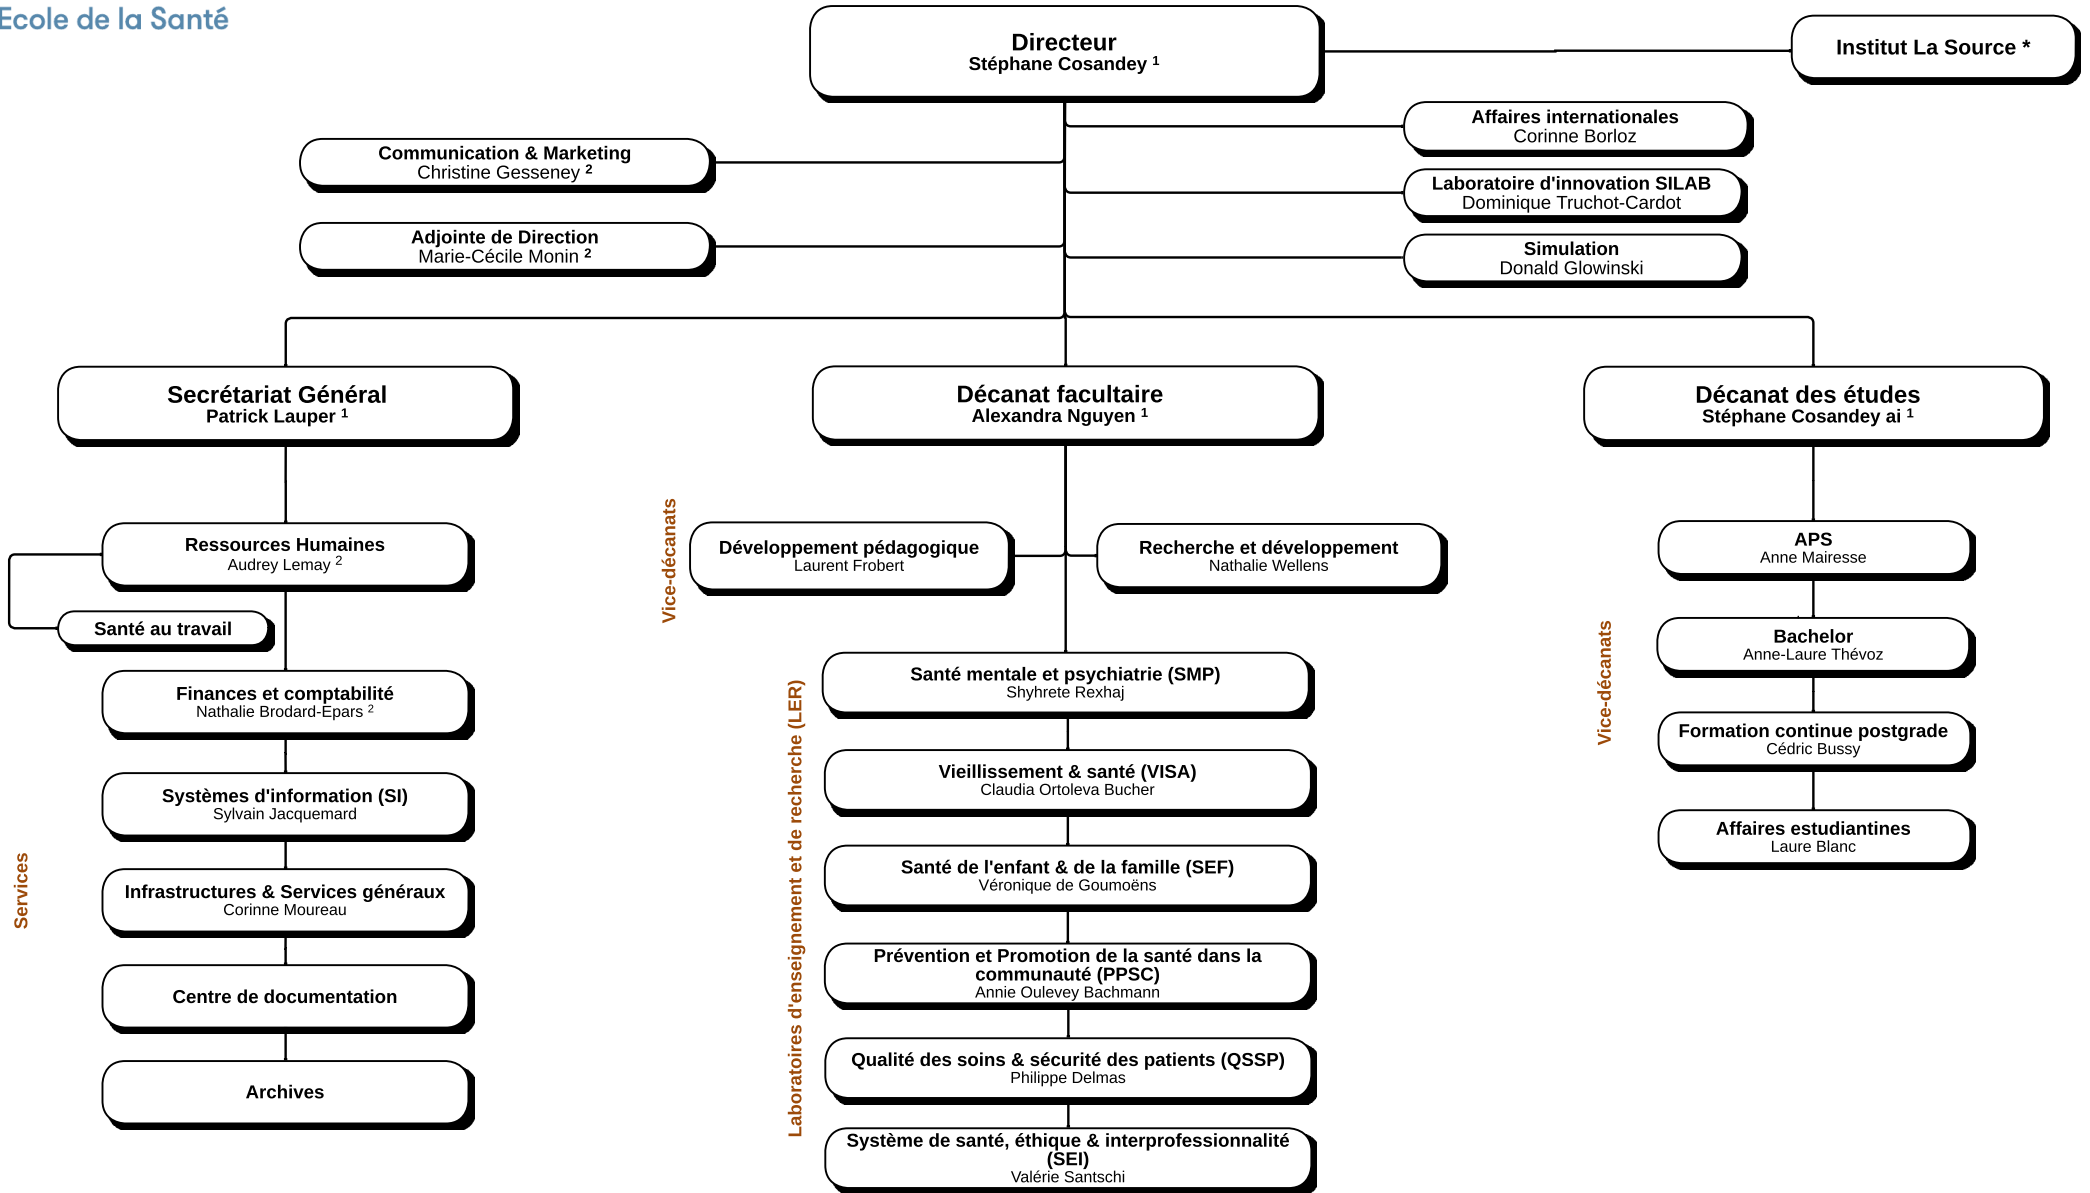 Ecole de la Santé
Directeur
Stéphane Cosandey 1
Institut La Source *
Affaires internationales
Corinne Borloz
Communication & Marketing
Christine Gesseney 2
Laboratoire d'innovation SILAB
Dominique Truchot-Cardot
Adjointe de Direction
Marie-Cécile Monin 2
Simulation
Donald Glowinski
Secrétariat Général
Patrick Lauper 1
Décanat facultaire
Alexandra Nguyen 1
Décanat des études
Stéphane Cosandey ai 1
Services
Ressources Humaines
Audrey Lemay 2
Santé au travail
Finances et comptabilité
Nathalie Brodard-Epars 2
Systèmes d'information (SI)
Sylvain Jacquemard
Infrastructures & Services généraux
Corinne Moureau
Centre de documentation
Archives
Vice-décanats
Développement pédagogique
Laurent Frobert
Recherche et développement
Nathalie Wellens
Laboratoires d'enseignement et de recherche (LER)
Santé mentale et psychiatrie (SMP)
Shyhrete Rexhaj
Vieillissement & santé (VISA)
Claudia Ortoleva Bucher
Santé de l'enfant & de la famille (SEF)
Véronique de Goumoëns
Prévention et Promotion de la santé dans la
communauté (PPSC)
Annie Oulevey Bachmann
Qualité des soins & sécurité des patients (QSSP)
Philippe Delmas
Système de santé, éthique & interprofessionnalité
(SEI)
Valérie Santschi
Vice-décanats
APS
Anne Mairesse
Bachelor
Anne-Laure Thévoz
Formation continue postgrade
Cédric Bussy
Affaires estudiantines
Laure Blanc